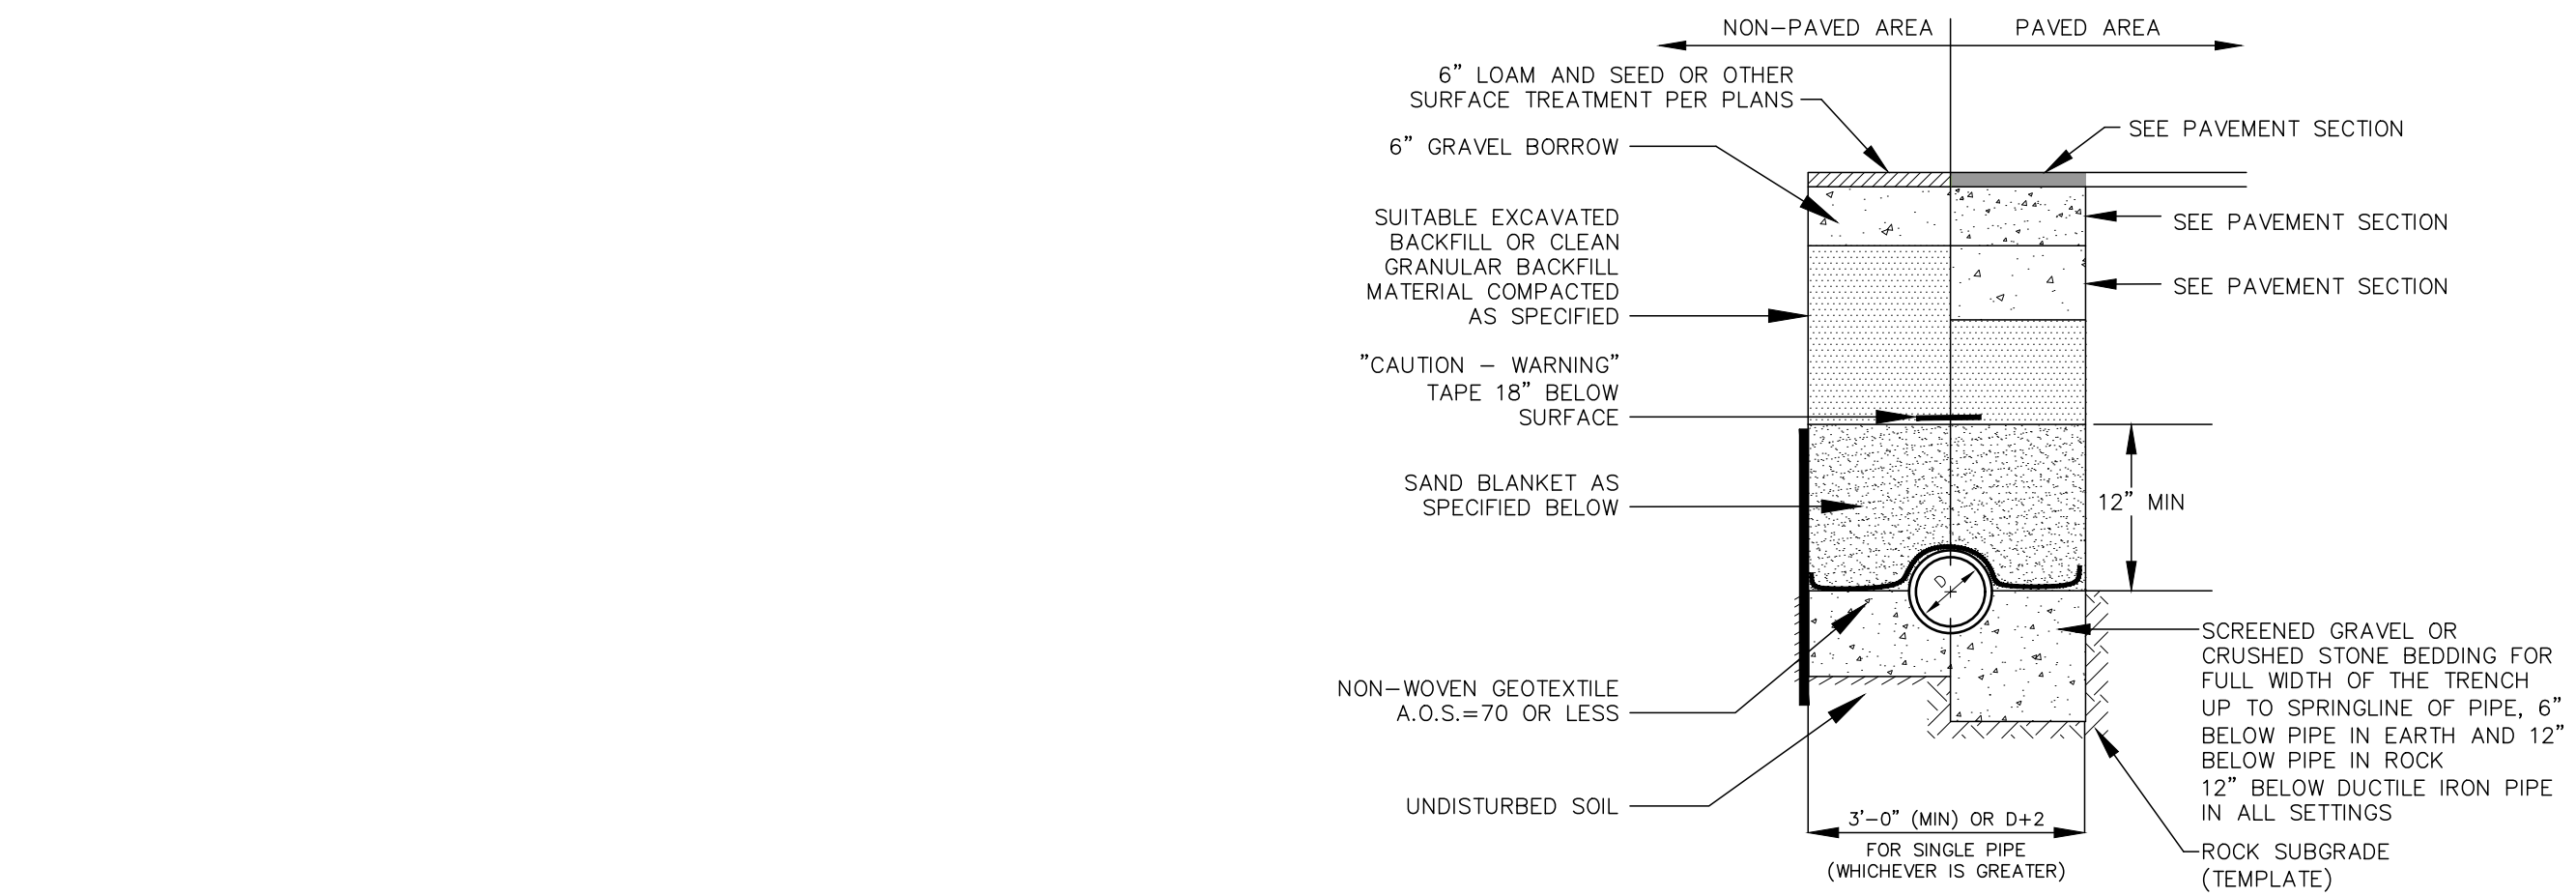 NON-PAVED AREA
PAVED AREA
6" LOAM AND SEED OR OTHER
SURFACE TREATMENT PER PLANS
SEE PAVEMENT SECTION
6" GRAVEL BORROW
SUITABLE EXCAVATED
BACKFILL OR CLEAN
GRANULAR BACKFILL
MATERIAL COMPACTED
AS SPECIFIED
SEE PAVEMENT SECTION
SEE PAVEMENT SECTION
"CAUTION - WARNING"
TAPE 18" BELOW
SURFACE
SAND BLANKET AS
SPECIFIED BELOW
12" MIN
D
NON-WOVEN GEOTEXTILE
A.O.S.=70 OR LESS
SCREENED GRAVEL OR
CRUSHED STONE BEDDING FOR
FULL WIDTH OF THE TRENCH
UP TO SPRINGLINE OF PIPE, 6"
BELOW PIPE IN EARTH AND 12"
BELOW PIPE IN ROCK
12" BELOW DUCTILE IRON PIPE
IN ALL SETTINGS
UNDISTURBED SOIL
3'-0" (MIN) OR D+2
FOR SINGLE PIPE
(WHICHEVER IS GREATER)
ROCK SUBGRADE
(TEMPLATE)